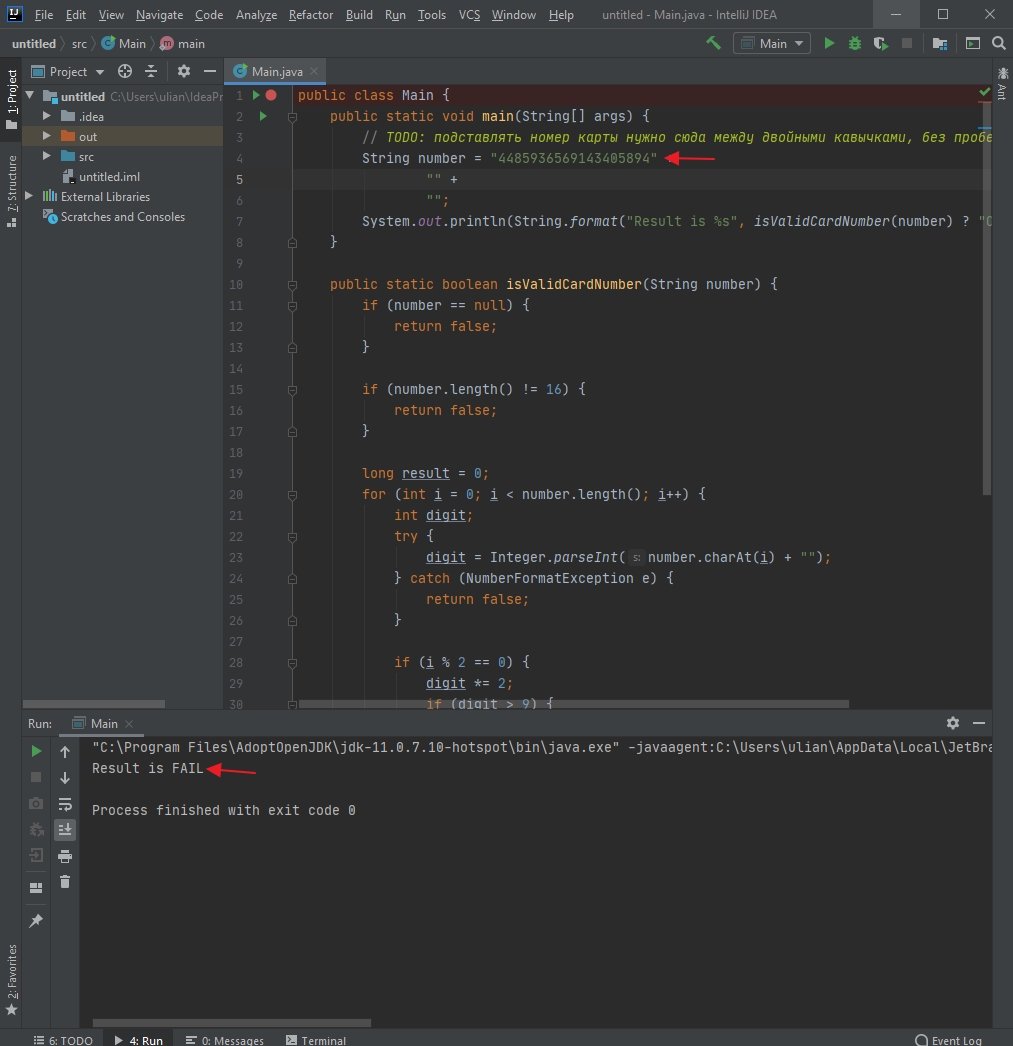 File Edit View Navigate Code Analyze Refactor Build Run Tools VCS Window Help untitled - Main.java - IntelliJ IDEA
untitled src Main main Main
1: Project
7: Structure
2: Favorites
Project
untitled C:\Users\ulian\IdeaPr
.idea
out
src
untitled.iml
External Libraries
Scratches and Consoles
Main.java
Ant
1 public class Main {
2 public static void main(String[] args) {
3 // TODO: подставлять номер карты нужно сюда между двойными кавычками, без пробе
4 String number = "4485936569143405894"
5 "" +
6 "";
7 System.out.println(String.format("Result is %s", isValidCardNumber(number) ? "O
8 }
9
10 public static boolean isValidCardNumber(String number) {
11 if (number == null) {
12 return false;
13 }
14
15 if (number.length() != 16) {
16 return false;
17 }
18
19 long result = 0;
20 for (int i = 0; i < number.length(); i++) {
21 int digit;
22 try {
23 digit = Integer.parseInt( s: number.charAt(i) + "");
24 } catch (NumberFormatException e) {
25 return false;
26 }
27
28 if (i % 2 == 0) {
29 digit *= 2;
30 if (digit > 9) {
Run: Main
"C:\Program Files\AdoptOpenJDK\jdk-11.0.7.10-hotspot\bin\java.exe" -javaagent:C:\Users\ulian\AppData\Local\JetBra
Result is FAIL
Process finished with exit code 0
6: TODO 4: Run 0: Messages Terminal Event Log